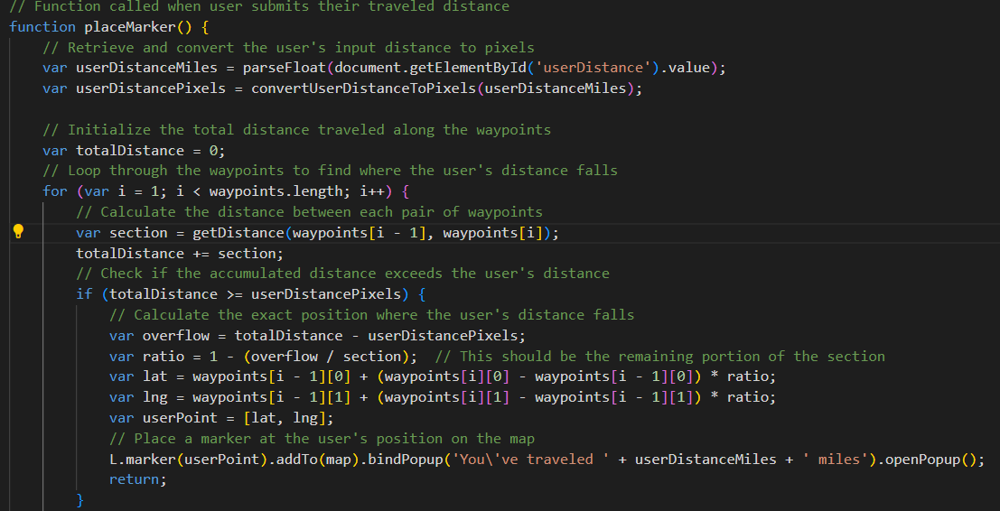 // Function called when user submits their traveled distance
function placeMarker() {
    // Retrieve and convert the user's input distance to pixels
    var userDistanceMiles = parseFloat(document.getElementById('userDistance').value);
    var userDistancePixels = convertUserDistanceToPixels(userDistanceMiles);

    // Initialize the total distance traveled along the waypoints
    var totalDistance = 0;
    // Loop through the waypoints to find where the user's distance falls
    for (var i = 1; i < waypoints.length; i++) {
        // Calculate the distance between each pair of waypoints
        var section = getDistance(waypoints[i - 1], waypoints[i]);
        totalDistance += section;
        // Check if the accumulated distance exceeds the user's distance
        if (totalDistance >= userDistancePixels) {
            // Calculate the exact position where the user's distance falls
            var overflow = totalDistance - userDistancePixels;
            var ratio = 1 - (overflow / section);  // This should be the remaining portion of the section
            var lat = waypoints[i - 1][0] + (waypoints[i][0] - waypoints[i - 1][0]) * ratio;
            var lng = waypoints[i - 1][1] + (waypoints[i][1] - waypoints[i - 1][1]) * ratio;
            var userPoint = [lat, lng];
            // Place a marker at the user's position on the map
            L.marker(userPoint).addTo(map).bindPopup('You\'ve traveled ' + userDistanceMiles + ' miles').openPopup();
            return;
        }